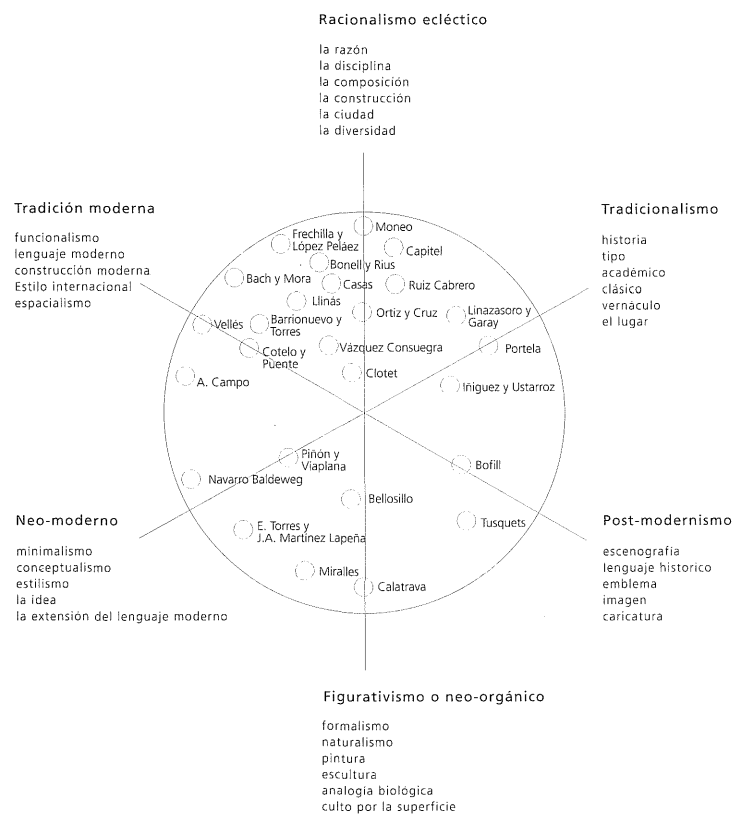 Racionalismo ecléctico
la razón
la disciplina
la composición
la construcción
la ciudad
la diversidad
Tradición moderna
funcionalismo
lenguaje moderno
construcción moderna
Estilo internacional
espacialismo
Tradicionalismo
historia
tipo
académico
clásico
vernáculo
el lugar
Moneo
Frechilla y
López Peláez
Capitel
Bonell y Rius
Bach y Mora
Casas
Ruiz Cabrero
Llinás
Ortiz y Cruz
Linazasoro y
Garay
Vellés
Barrionuevo y
Torres
Cotelo y
Puente
Vázquez Consuegra
Portela
A. Campo
Clotet
Iñiguez y Ustarroz
Piñón y
Viaplana
Bofill
Navarro Baldeweg
Bellosillo
Tusquets
E. Torres y
J.A. Martínez Lapeña
Miralles
Calatrava
Neo-moderno
minimalismo
conceptualismo
estilismo
la idea
la extensión del lenguaje moderno
Post-modernismo
escenografia
lenguaje historico
emblema
imagen
caricatura
Figurativismo o neo-orgánico
formalismo
naturalismo
pintura
escultura
analogía biológica
culto por la superficie